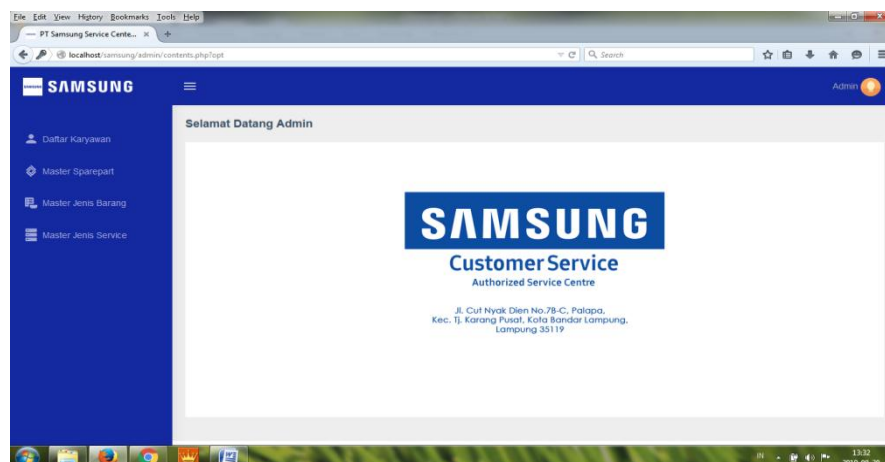 File Edit View History Bookmarks Tools Help
PT Samsung Service Cente... × +
localhost/samsung/admin/contents.php?opt
Search
SAMSUNG
Admin
Selamat Datang Admin
Daftar Karyawan
Master Sparepart
Master Jenis Barang
Master Jenis Service
SAMSUNG
Customer Service
Authorized Service Centre
Jl. Cut Nyak Dien No.78-C, Palapa,
Kec. Tj. Karang Pusat, Kota Bandar Lampung,
Lampung 35119
IN
13:32